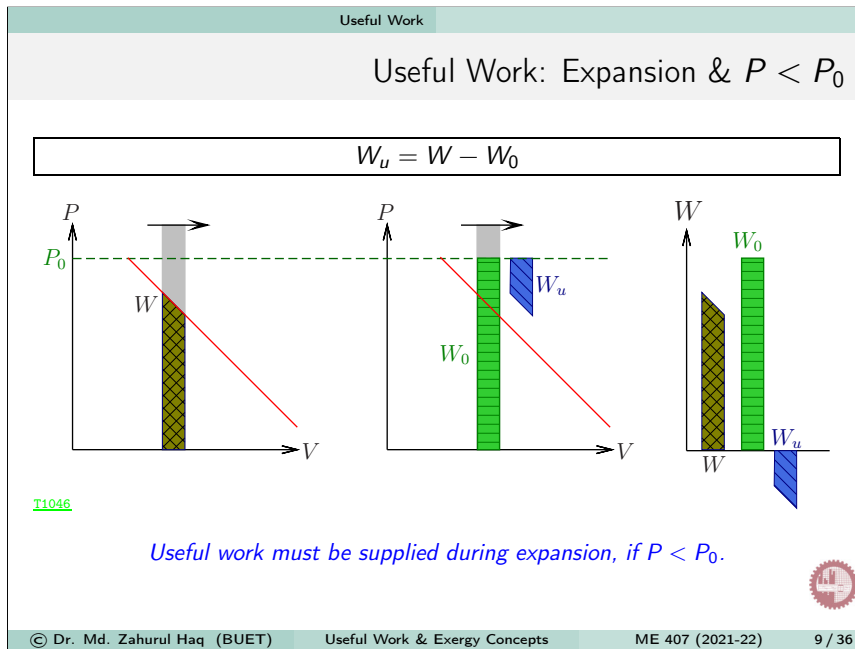 Useful Work
Useful Work: Expansion & P < P₀
Wᵤ = W − W₀
P
P₀
W
V
P
W₀
Wᵤ
V
W
W₀
W
Wᵤ
T1046
Useful work must be supplied during expansion, if P < P₀.
© Dr. Md. Zahurul Haq (BUET) Useful Work & Exergy Concepts ME 407 (2021-22) 9 / 36